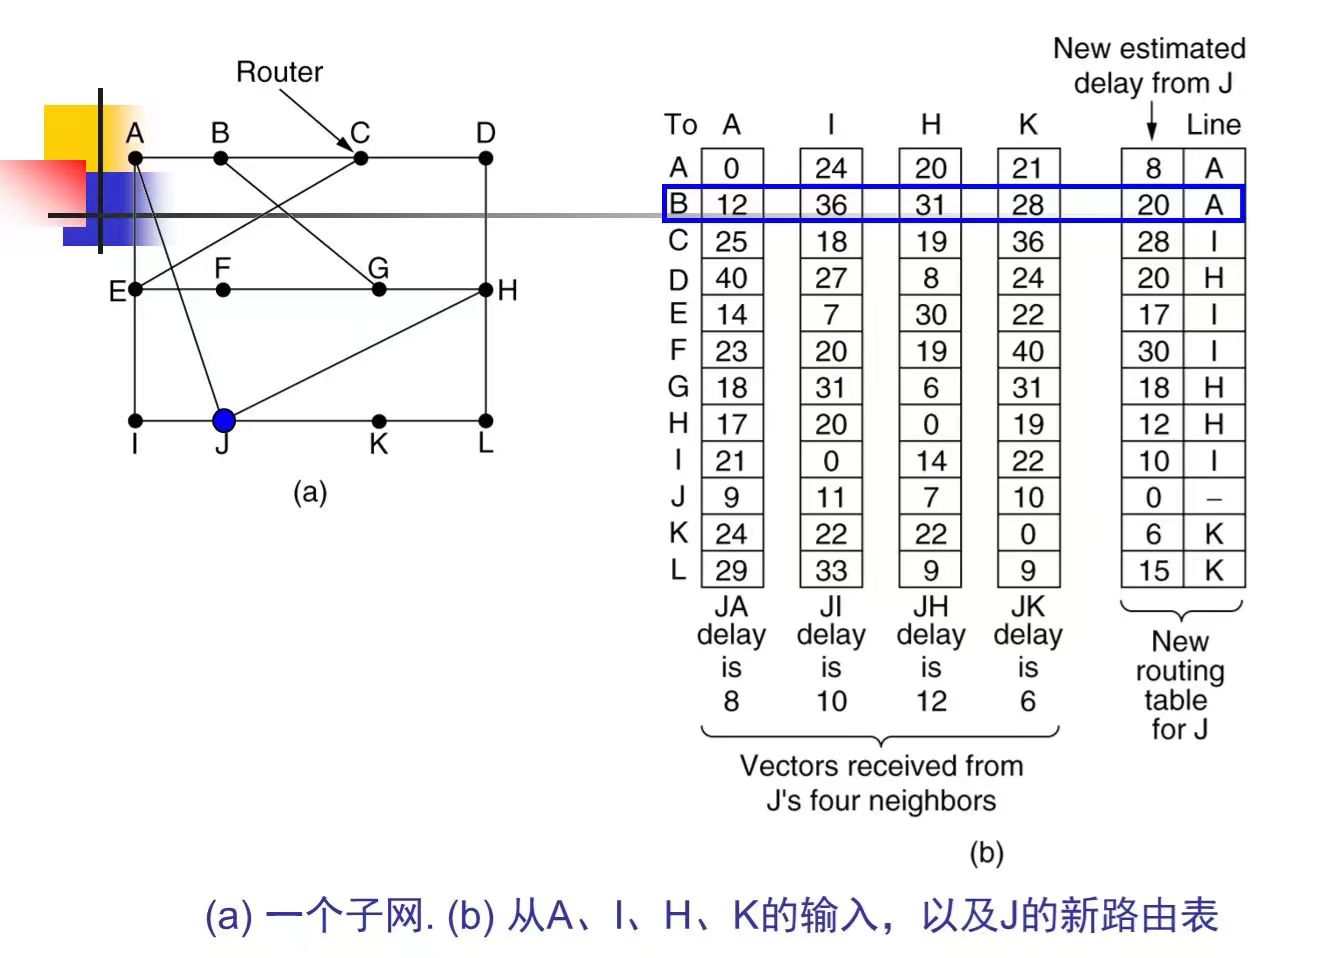 Router
A B C D
E F G H
I J K L
(a)
New estimated
delay from J
To A I H K Line
A 0 24 20 21 8 A
B 12 36 31 28 20 A
C 25 18 19 36 28 I
D 40 27 8 24 20 H
E 14 7 30 22 17 I
F 23 20 19 40 30 I
G 18 31 6 31 18 H
H 17 20 0 19 12 H
I 21 0 14 22 10 I
J 9 11 7 10 0 –
K 24 22 22 0 6 K
L 29 33 9 9 15 K
JA JI JH JK
delay delay delay delay
is is is is
8 10 12 6
New
routing
table
for J
Vectors received from
J's four neighbors
(b)
(a) 一个子网. (b) 从A、I、H、K的输入，以及J的新路由表